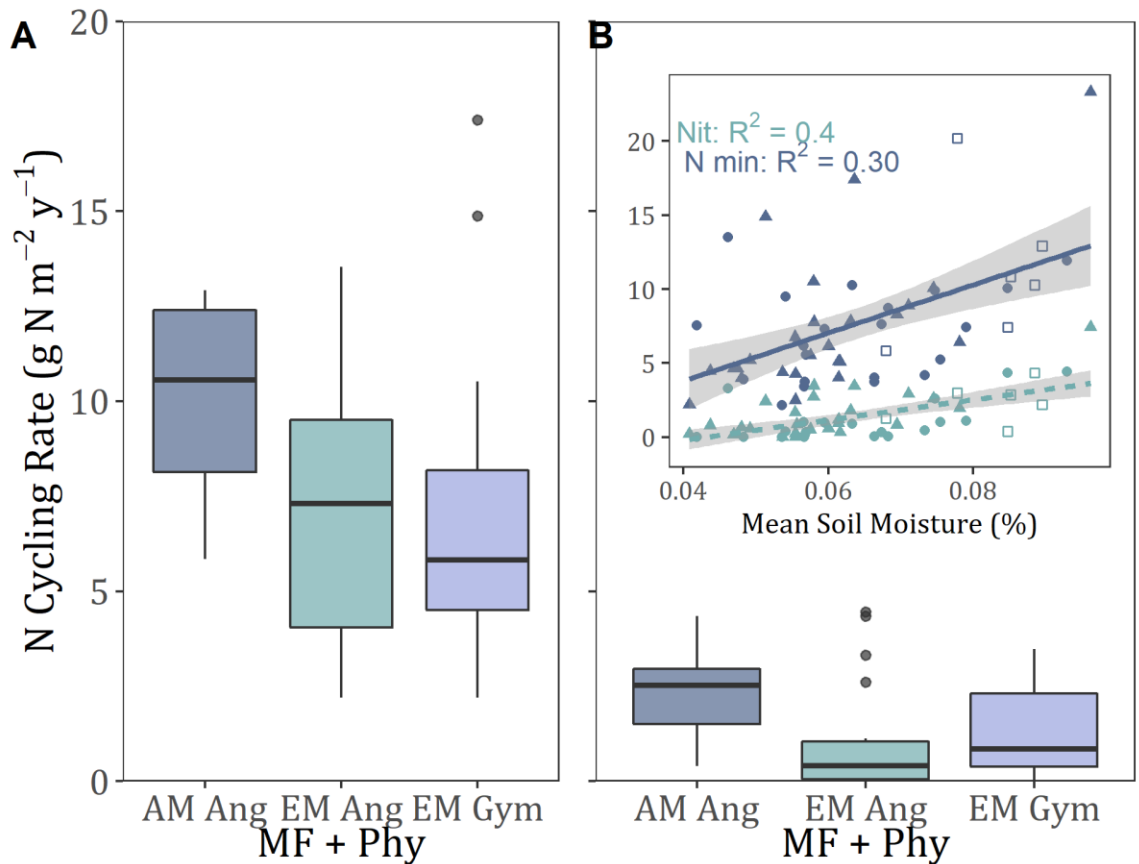 A
B
N Cycling Rate (g N m⁻² y⁻¹)
20
15
10
5
0
AM Ang EM Ang EM Gym
MF + Phy
Nit: R² = 0.4
N min: R² = 0.30
20
15
10
5
0
0.04 0.06 0.08
Mean Soil Moisture (%)
AM Ang EM Ang EM Gym
MF + Phy